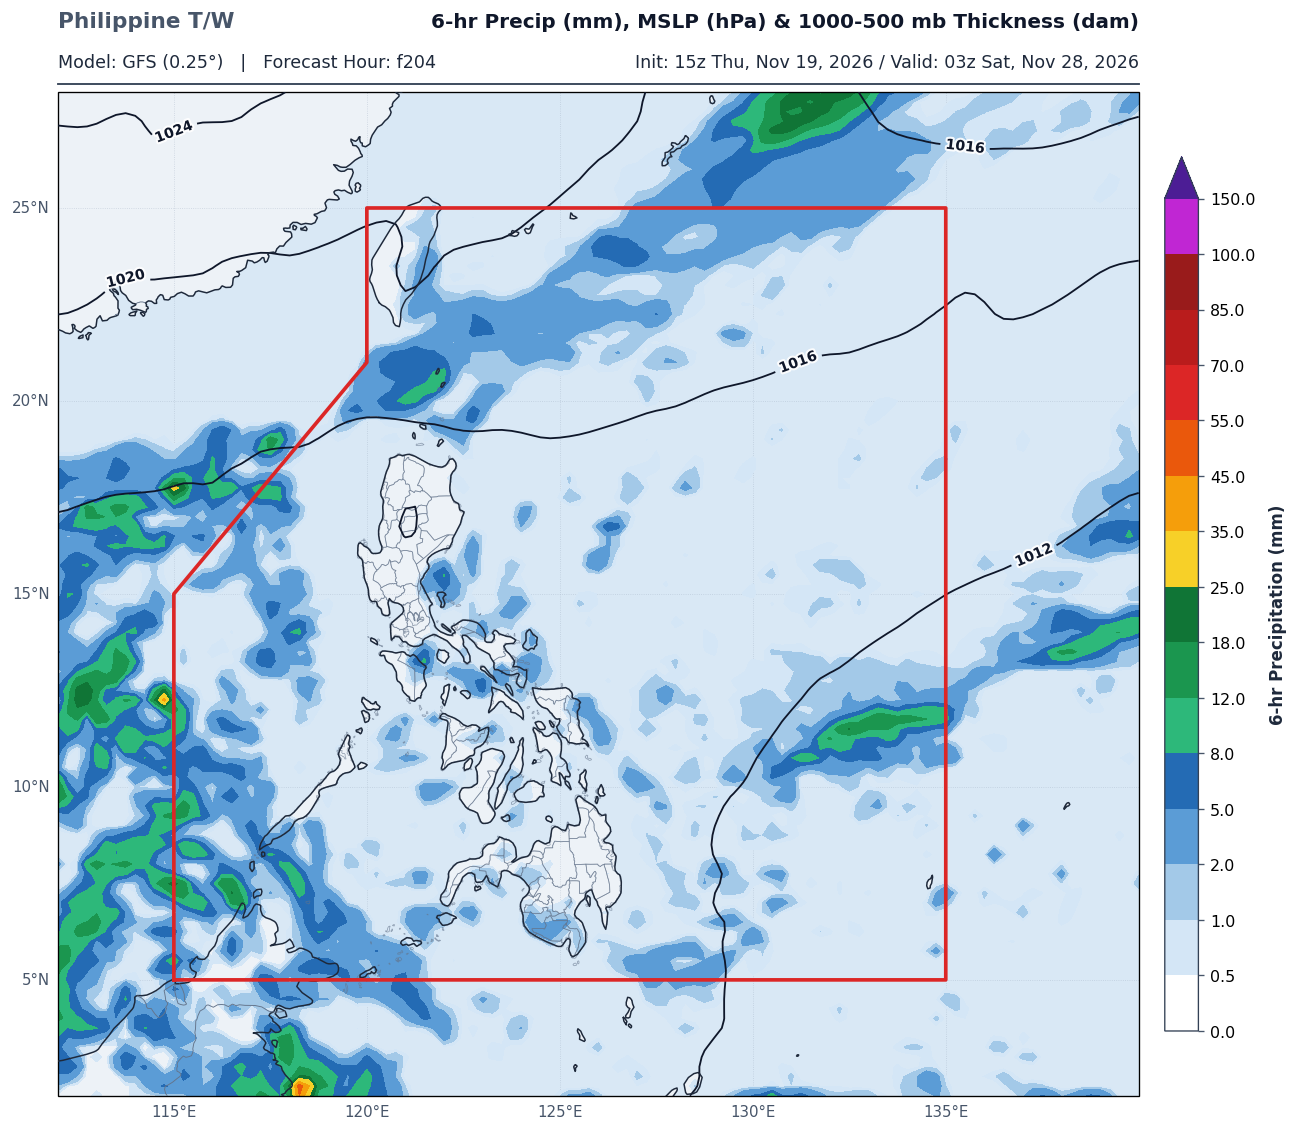 Philippine T/W
6-hr Precip (mm), MSLP (hPa) & 1000-500 mb Thickness (dam)
Model: GFS (0.25°) | Forecast Hour: f204
Init: 15z Thu, Nov 19, 2026 / Valid: 03z Sat, Nov 28, 2026
1024
1016
1020
1016
1012
25°N
20°N
15°N
10°N
5°N
115°E
120°E
125°E
130°E
135°E
150.0
100.0
85.0
70.0
55.0
45.0
35.0
25.0
18.0
12.0
8.0
5.0
2.0
1.0
0.5
0.0
6-hr Precipitation (mm)